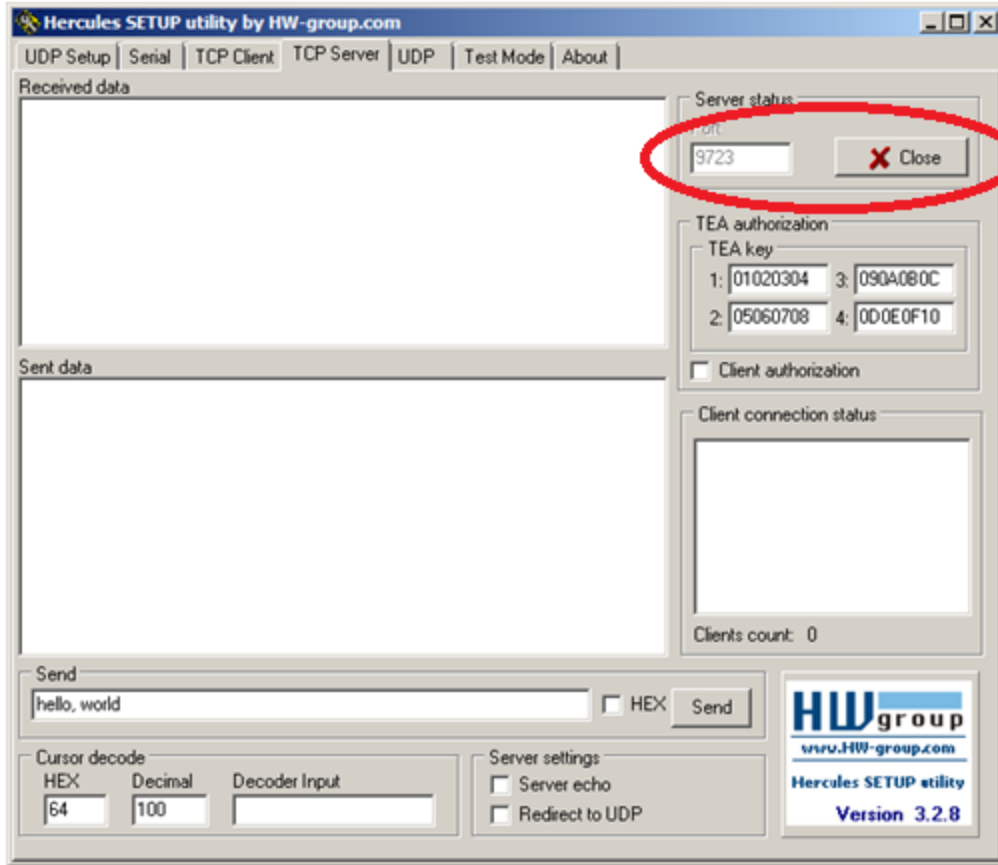 Hercules SETUP utility by HW-group.com
UDP Setup Serial TCP Client TCP Server UDP Test Mode About
Received data
Server status
Port
9723 Close
TEA authorization
TEA key
1: 01020304 3: 090A0B0C
2: 05060708 4: 0D0E0F10
Client authorization
Sent data
Client connection status
Clients count: 0
Send
hello, world HEX Send
Cursor decode
HEX Decimal Decoder Input
64 100
Server settings
Server echo
Redirect to UDP
HW group
www.HW-group.com
Hercules SETUP utility
Version 3.2.8